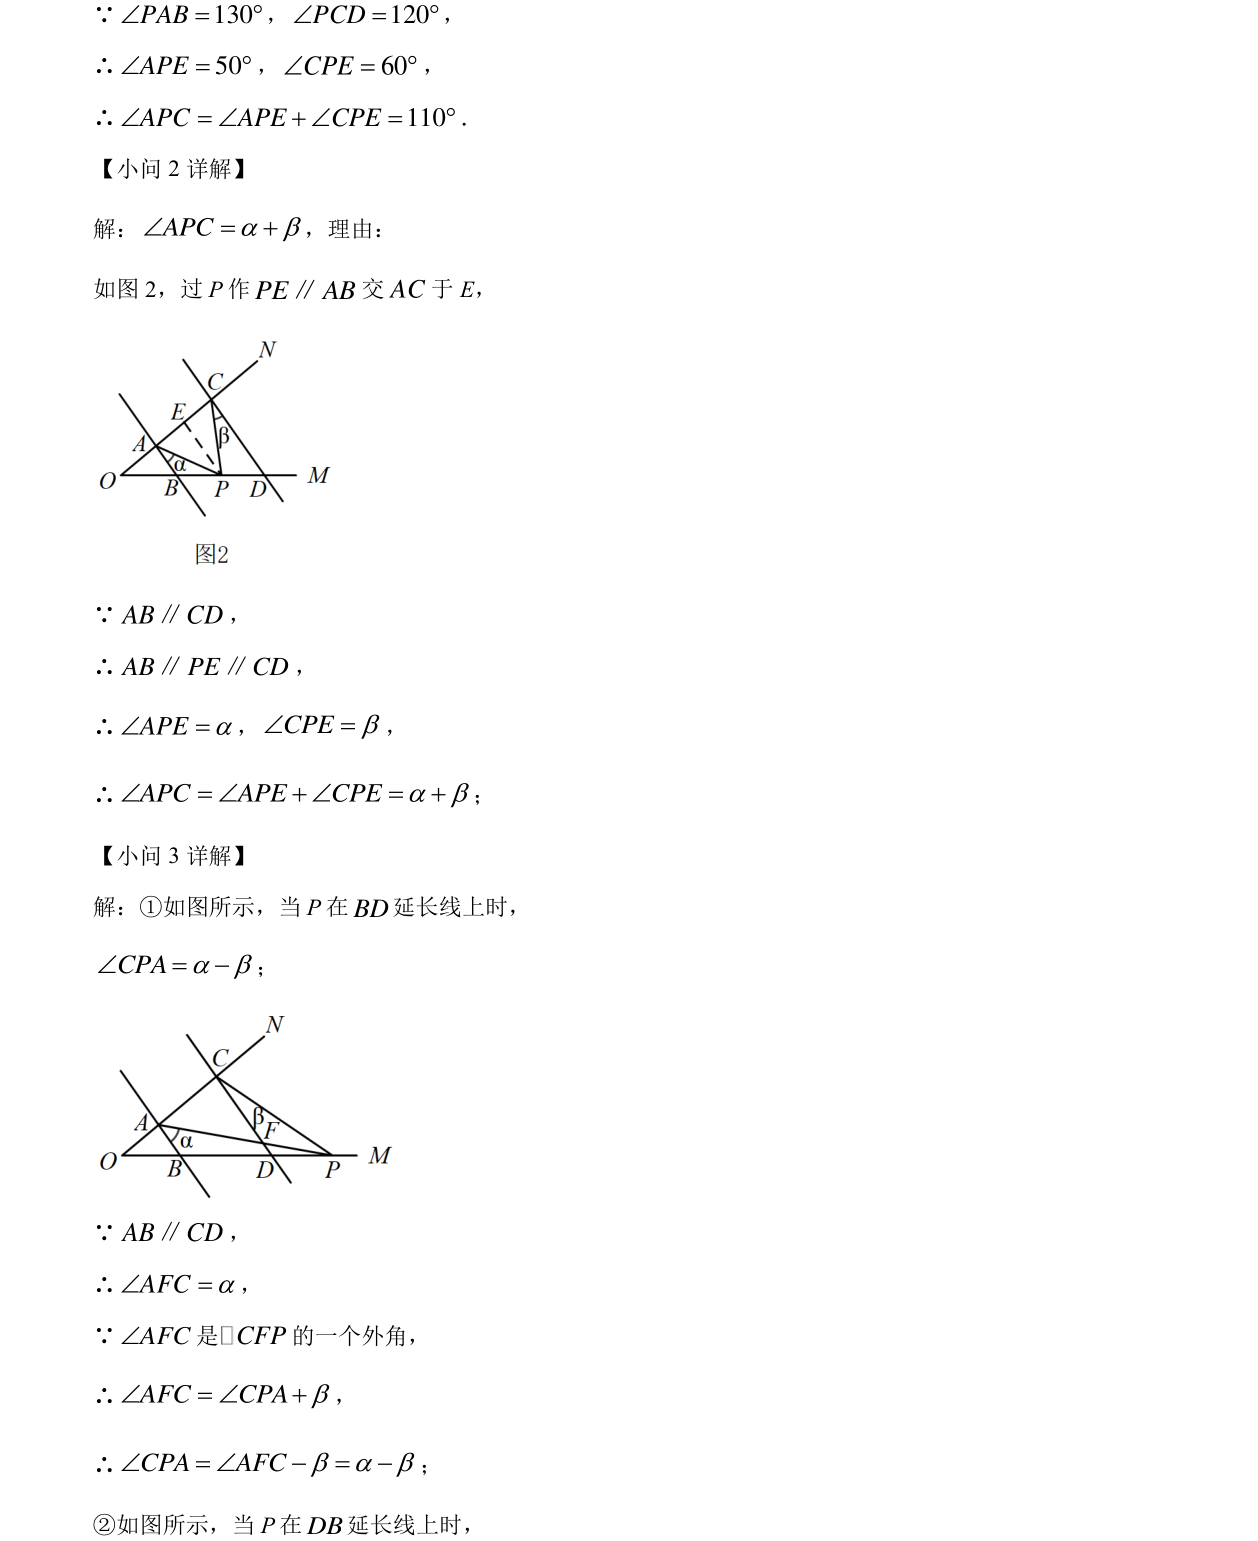 ∵∠PAB=130°，∠PCD=120°，
∴∠APE=50°，∠CPE=60°，
∴∠APC=∠APE+∠CPE=110°．
【小问 2 详解】
解：∠APC=α+β，理由：
如图 2，过 P 作 PE∥AB 交 AC 于 E，
N
C
E
β
A
α
O
B
P
D
M
图2
∵AB∥CD，
∴AB∥PE∥CD，
∴∠APE=α，∠CPE=β，
∴∠APC=∠APE+∠CPE=α+β；
【小问 3 详解】
解：①如图所示，当 P 在 BD 延长线上时，
∠CPA=α−β；
N
C
β
A
F
α
O
B
D
P
M
∵AB∥CD，
∴∠AFC=α，
∵∠AFC 是□CFP 的一个外角，
∴∠AFC=∠CPA+β，
∴∠CPA=∠AFC−β=α−β；
②如图所示，当 P 在 DB 延长线上时，